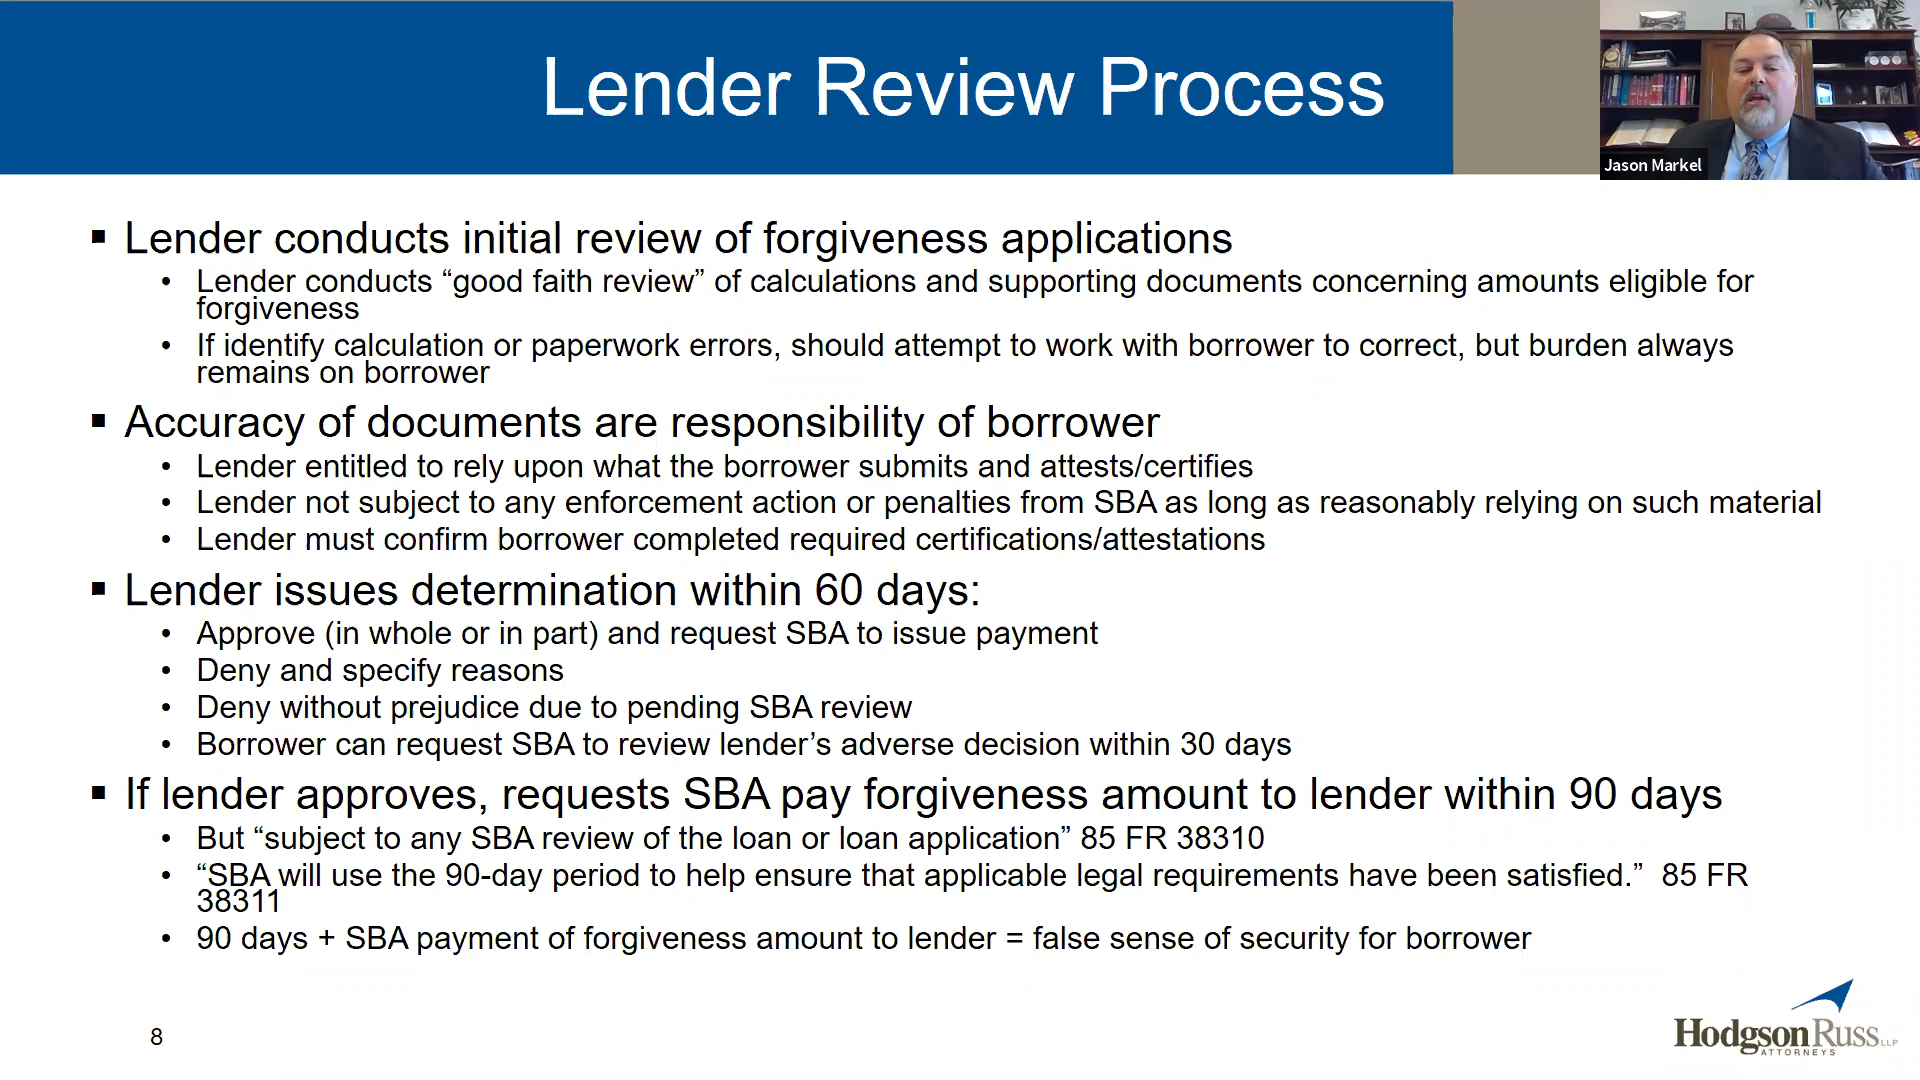 Lender Review Process
Jason Markel
▪ Lender conducts initial review of forgiveness applications
• Lender conducts “good faith review” of calculations and supporting documents concerning amounts eligible for
forgiveness
• If identify calculation or paperwork errors, should attempt to work with borrower to correct, but burden always
remains on borrower
▪ Accuracy of documents are responsibility of borrower
• Lender entitled to rely upon what the borrower submits and attests/certifies
• Lender not subject to any enforcement action or penalties from SBA as long as reasonably relying on such material
• Lender must confirm borrower completed required certifications/attestations
▪ Lender issues determination within 60 days:
• Approve (in whole or in part) and request SBA to issue payment
• Deny and specify reasons
• Deny without prejudice due to pending SBA review
• Borrower can request SBA to review lender’s adverse decision within 30 days
▪ If lender approves, requests SBA pay forgiveness amount to lender within 90 days
• But “subject to any SBA review of the loan or loan application” 85 FR 38310
• “SBA will use the 90-day period to help ensure that applicable legal requirements have been satisfied.” 85 FR
38311
• 90 days + SBA payment of forgiveness amount to lender = false sense of security for borrower
8
HodgsonRuss LLP
ATTORNEYS